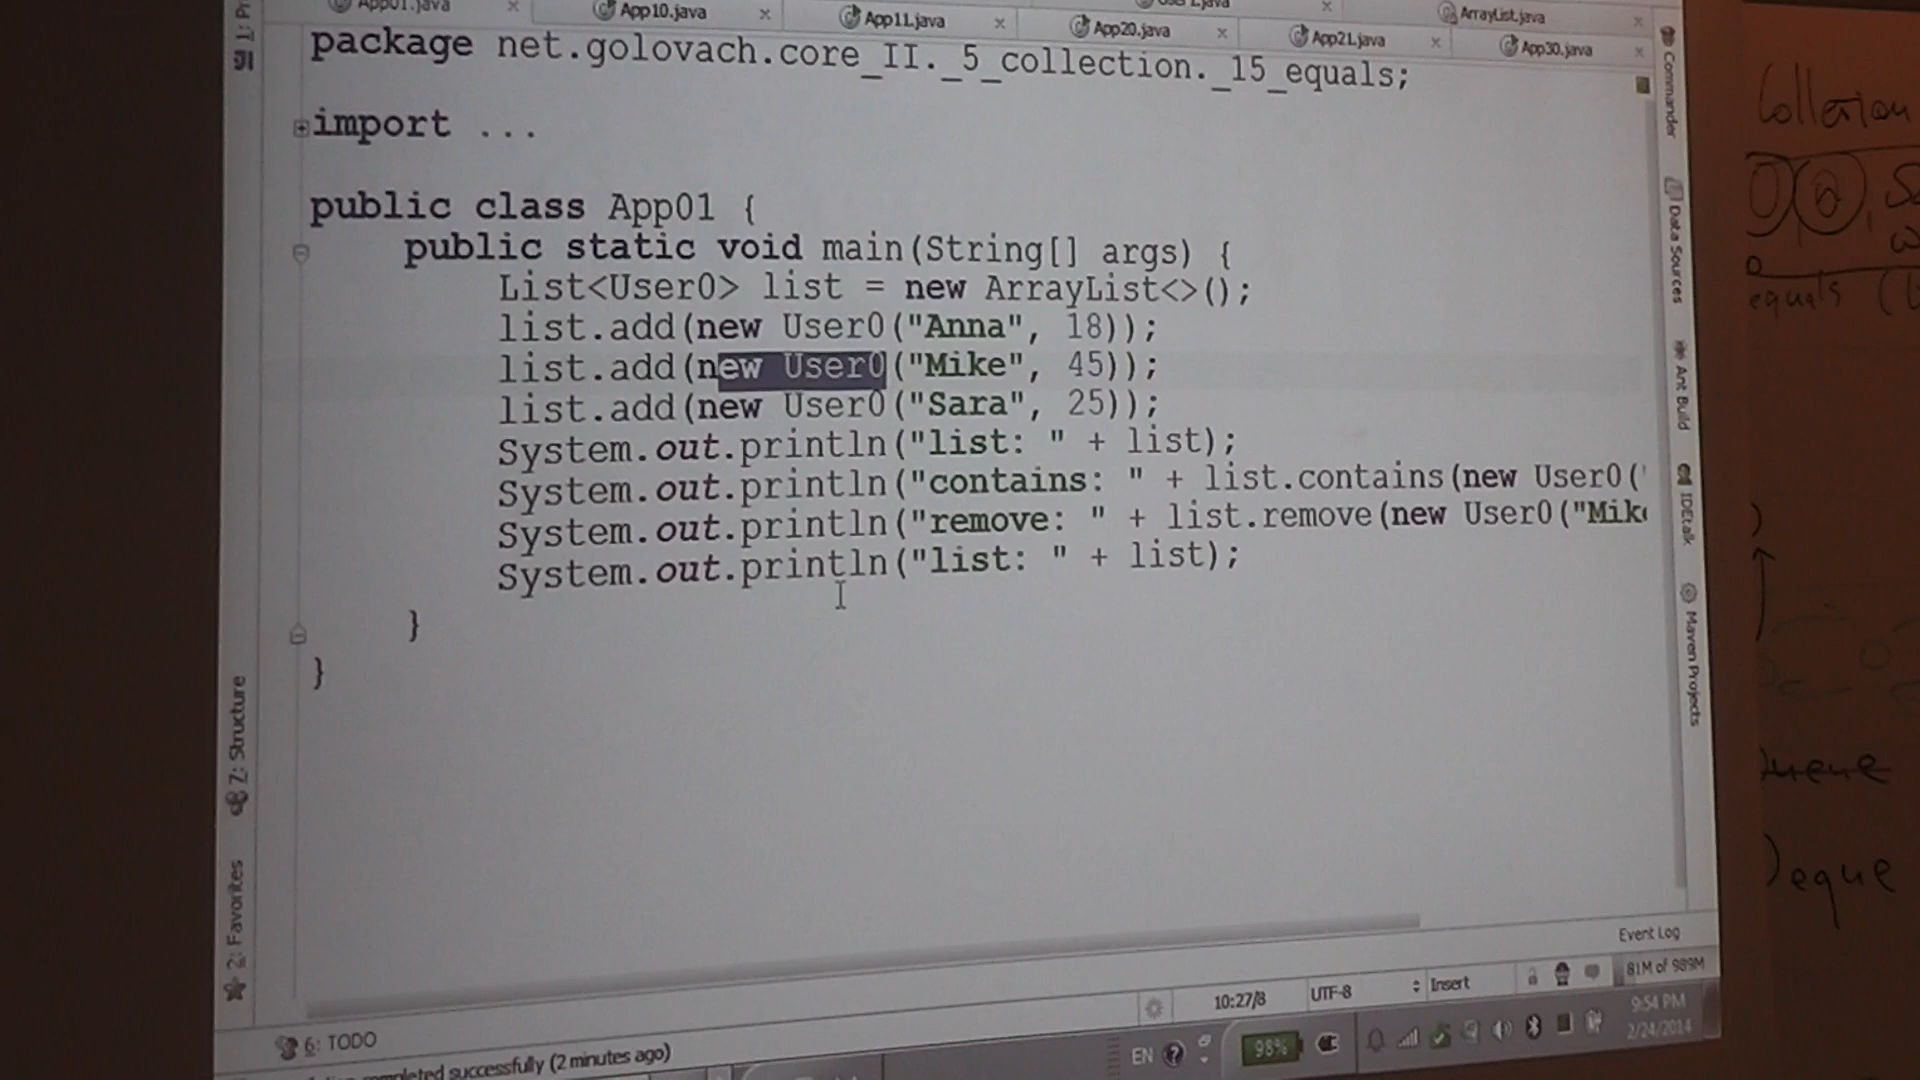 App01.java
App10.java
App11.java
App20.java
App21.java
ArrayList.java
App30.java
package net.golovach.core_II._5_collection._15_equals;
import ...
public class App01 {
public static void main(String[] args) {
List<User0> list = new ArrayList<>();
list.add(new User0("Anna", 18));
list.add(new User0("Mike", 45));
list.add(new User0("Sara", 25));
System.out.println("list: " + list);
System.out.println("contains: " + list.contains(new User0("
System.out.println("remove: " + list.remove(new User0("Mik
System.out.println("list: " + list);
}
}
Commander
Data Sources
Ant Build
IDEtalk
Maven Projects
7: Structure
2: Favorites
Event Log
10:27/8
UTF-8
Insert
81M of 989M
6: TODO
completed successfully (2 minutes ago)
EN
98%
9:54 PM
2/24/2014
equals (